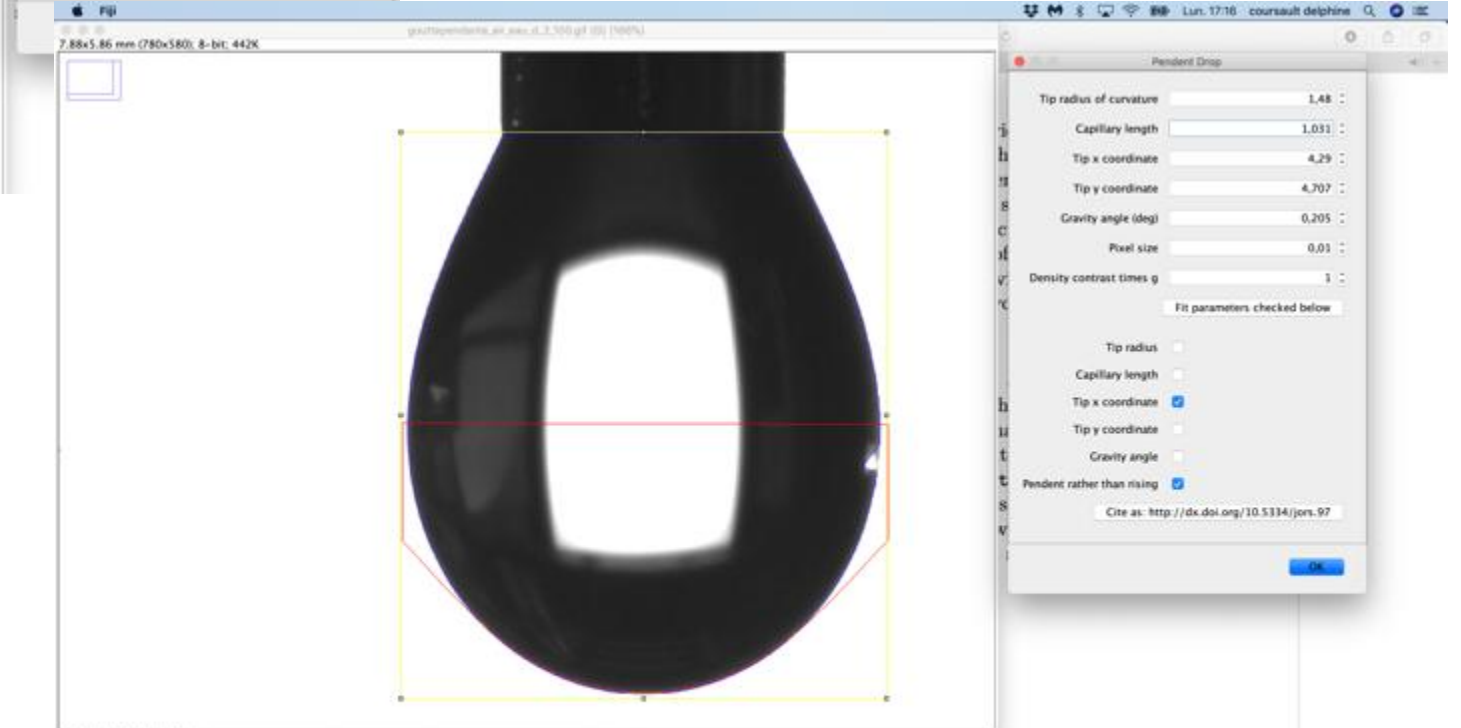 Fiji
Lun. 17:16 coursault delphine
gouttependante_air_eau_d_3_100.gif (G) (100%)
7.88x5.86 mm (780x580); 8-bit; 442K
Pendent Drop
Tip radius of curvature 1,48
Capillary length 1,031
Tip x coordinate 4,29
Tip y coordinate 4,707
Gravity angle (deg) 0,205
Pixel size 0,01
Density contrast times g 1
Fit parameters checked below
Tip radius
Capillary length
Tip x coordinate
Tip y coordinate
Gravity angle
Pendent rather than rising
Cite as: http://dx.doi.org/10.5334/jors.97
OK